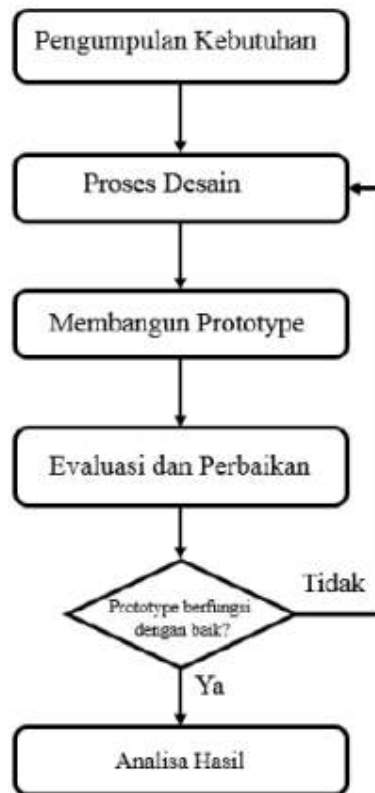 Pengumpulan Kebutuhan
Proses Desain
Membangun Prototype
Evaluasi dan Perbaikan
Prototype berfungsi
dengan baik?
Tidak
Ya
Analisa Hasil